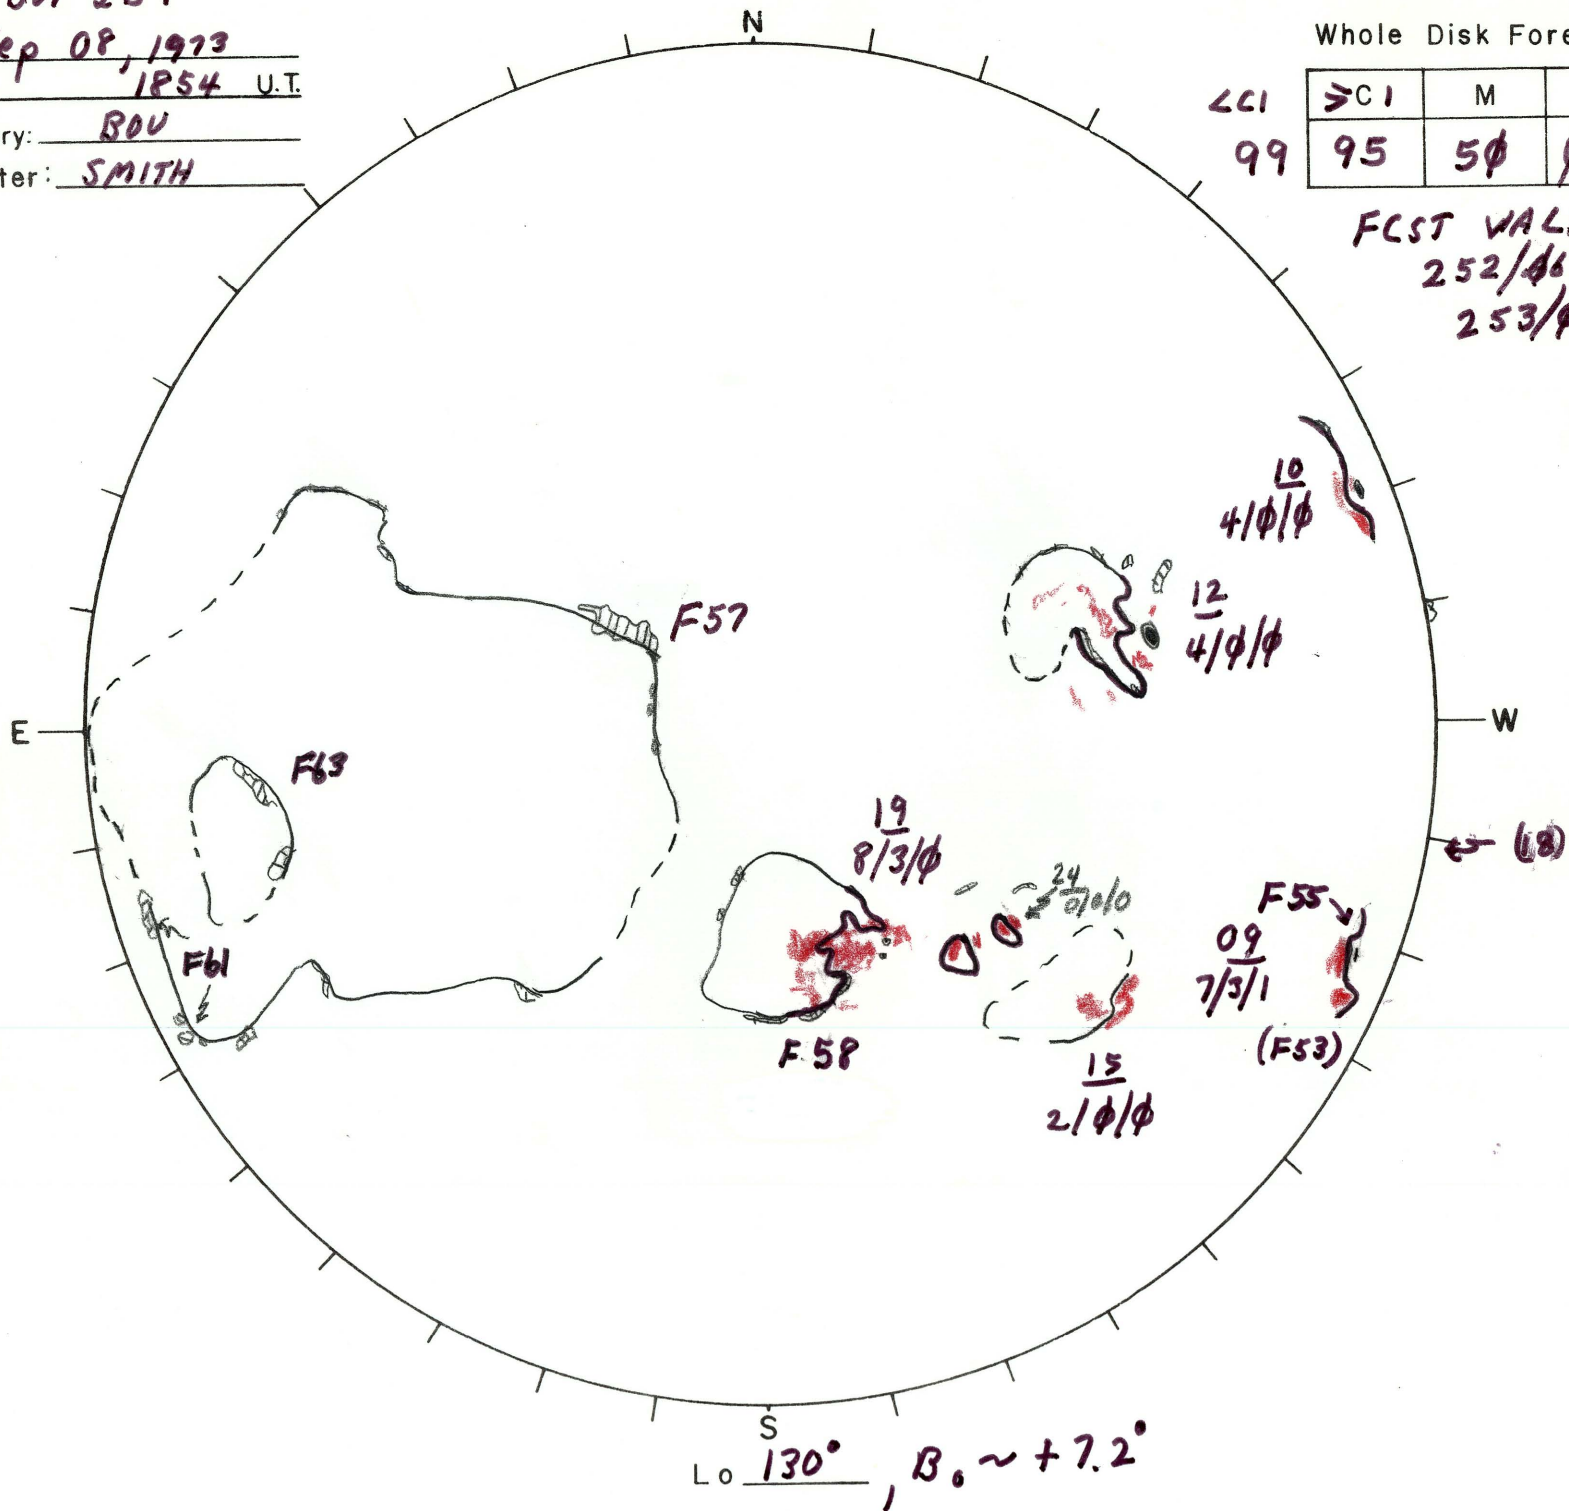 Sep 08, 1973
1854 U.T.
ry: BOU
ter: SMITH
N
Whole Disk Fore
<C1 ≥C1 M
99 95 5φ
FCST VAL
252/φ6
253/φ
10
4/φ/φ
12
4/φ/φ
F57
E
W
F63
19
8/3/φ
(18)
24
0/0/0
F55
09
7/3/1
F61
(F53)
F58
15
2/φ/φ
S
Lo 130°, B₀ ~ +7.2°